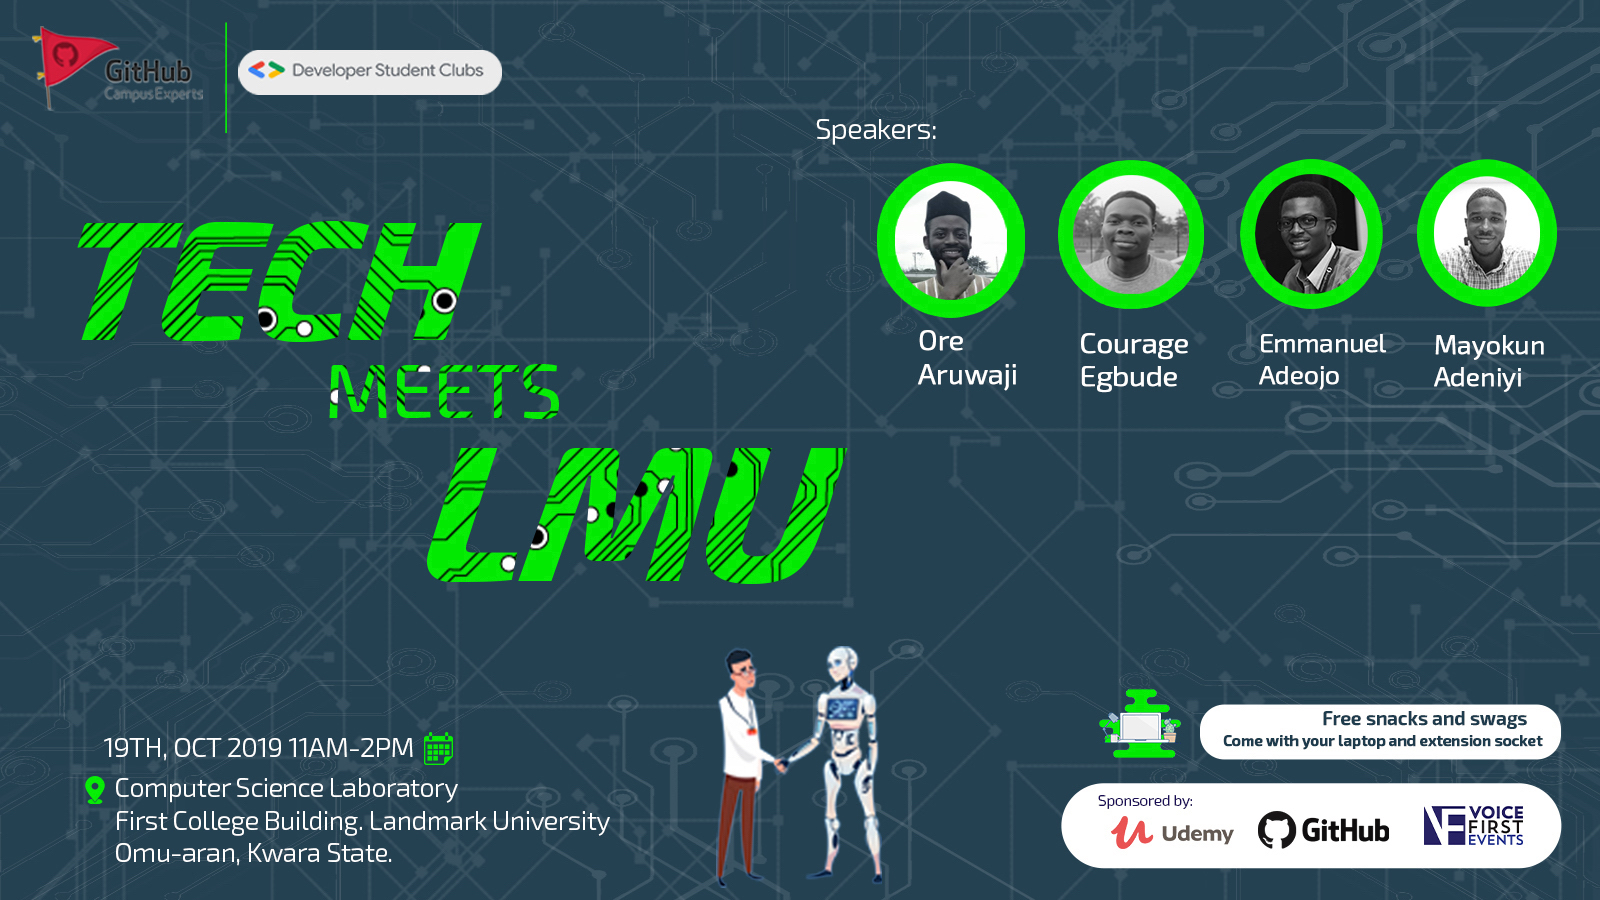 GitHub
Campus Experts
Developer Student Clubs
Speakers:
Ore
Aruwaji
Courage
Egbude
Emmanuel
Adeojo
Mayokun
Adeniyi
TECH
MEETS
LMU
19TH, OCT 2019 11AM-2PM
Computer Science Laboratory
First College Building. Landmark University
Omu-aran, Kwara State.
Free snacks and swags
Come with your laptop and extension socket
Sponsored by:
Udemy
GitHub
VF VOICE
FIRST
EVENTS